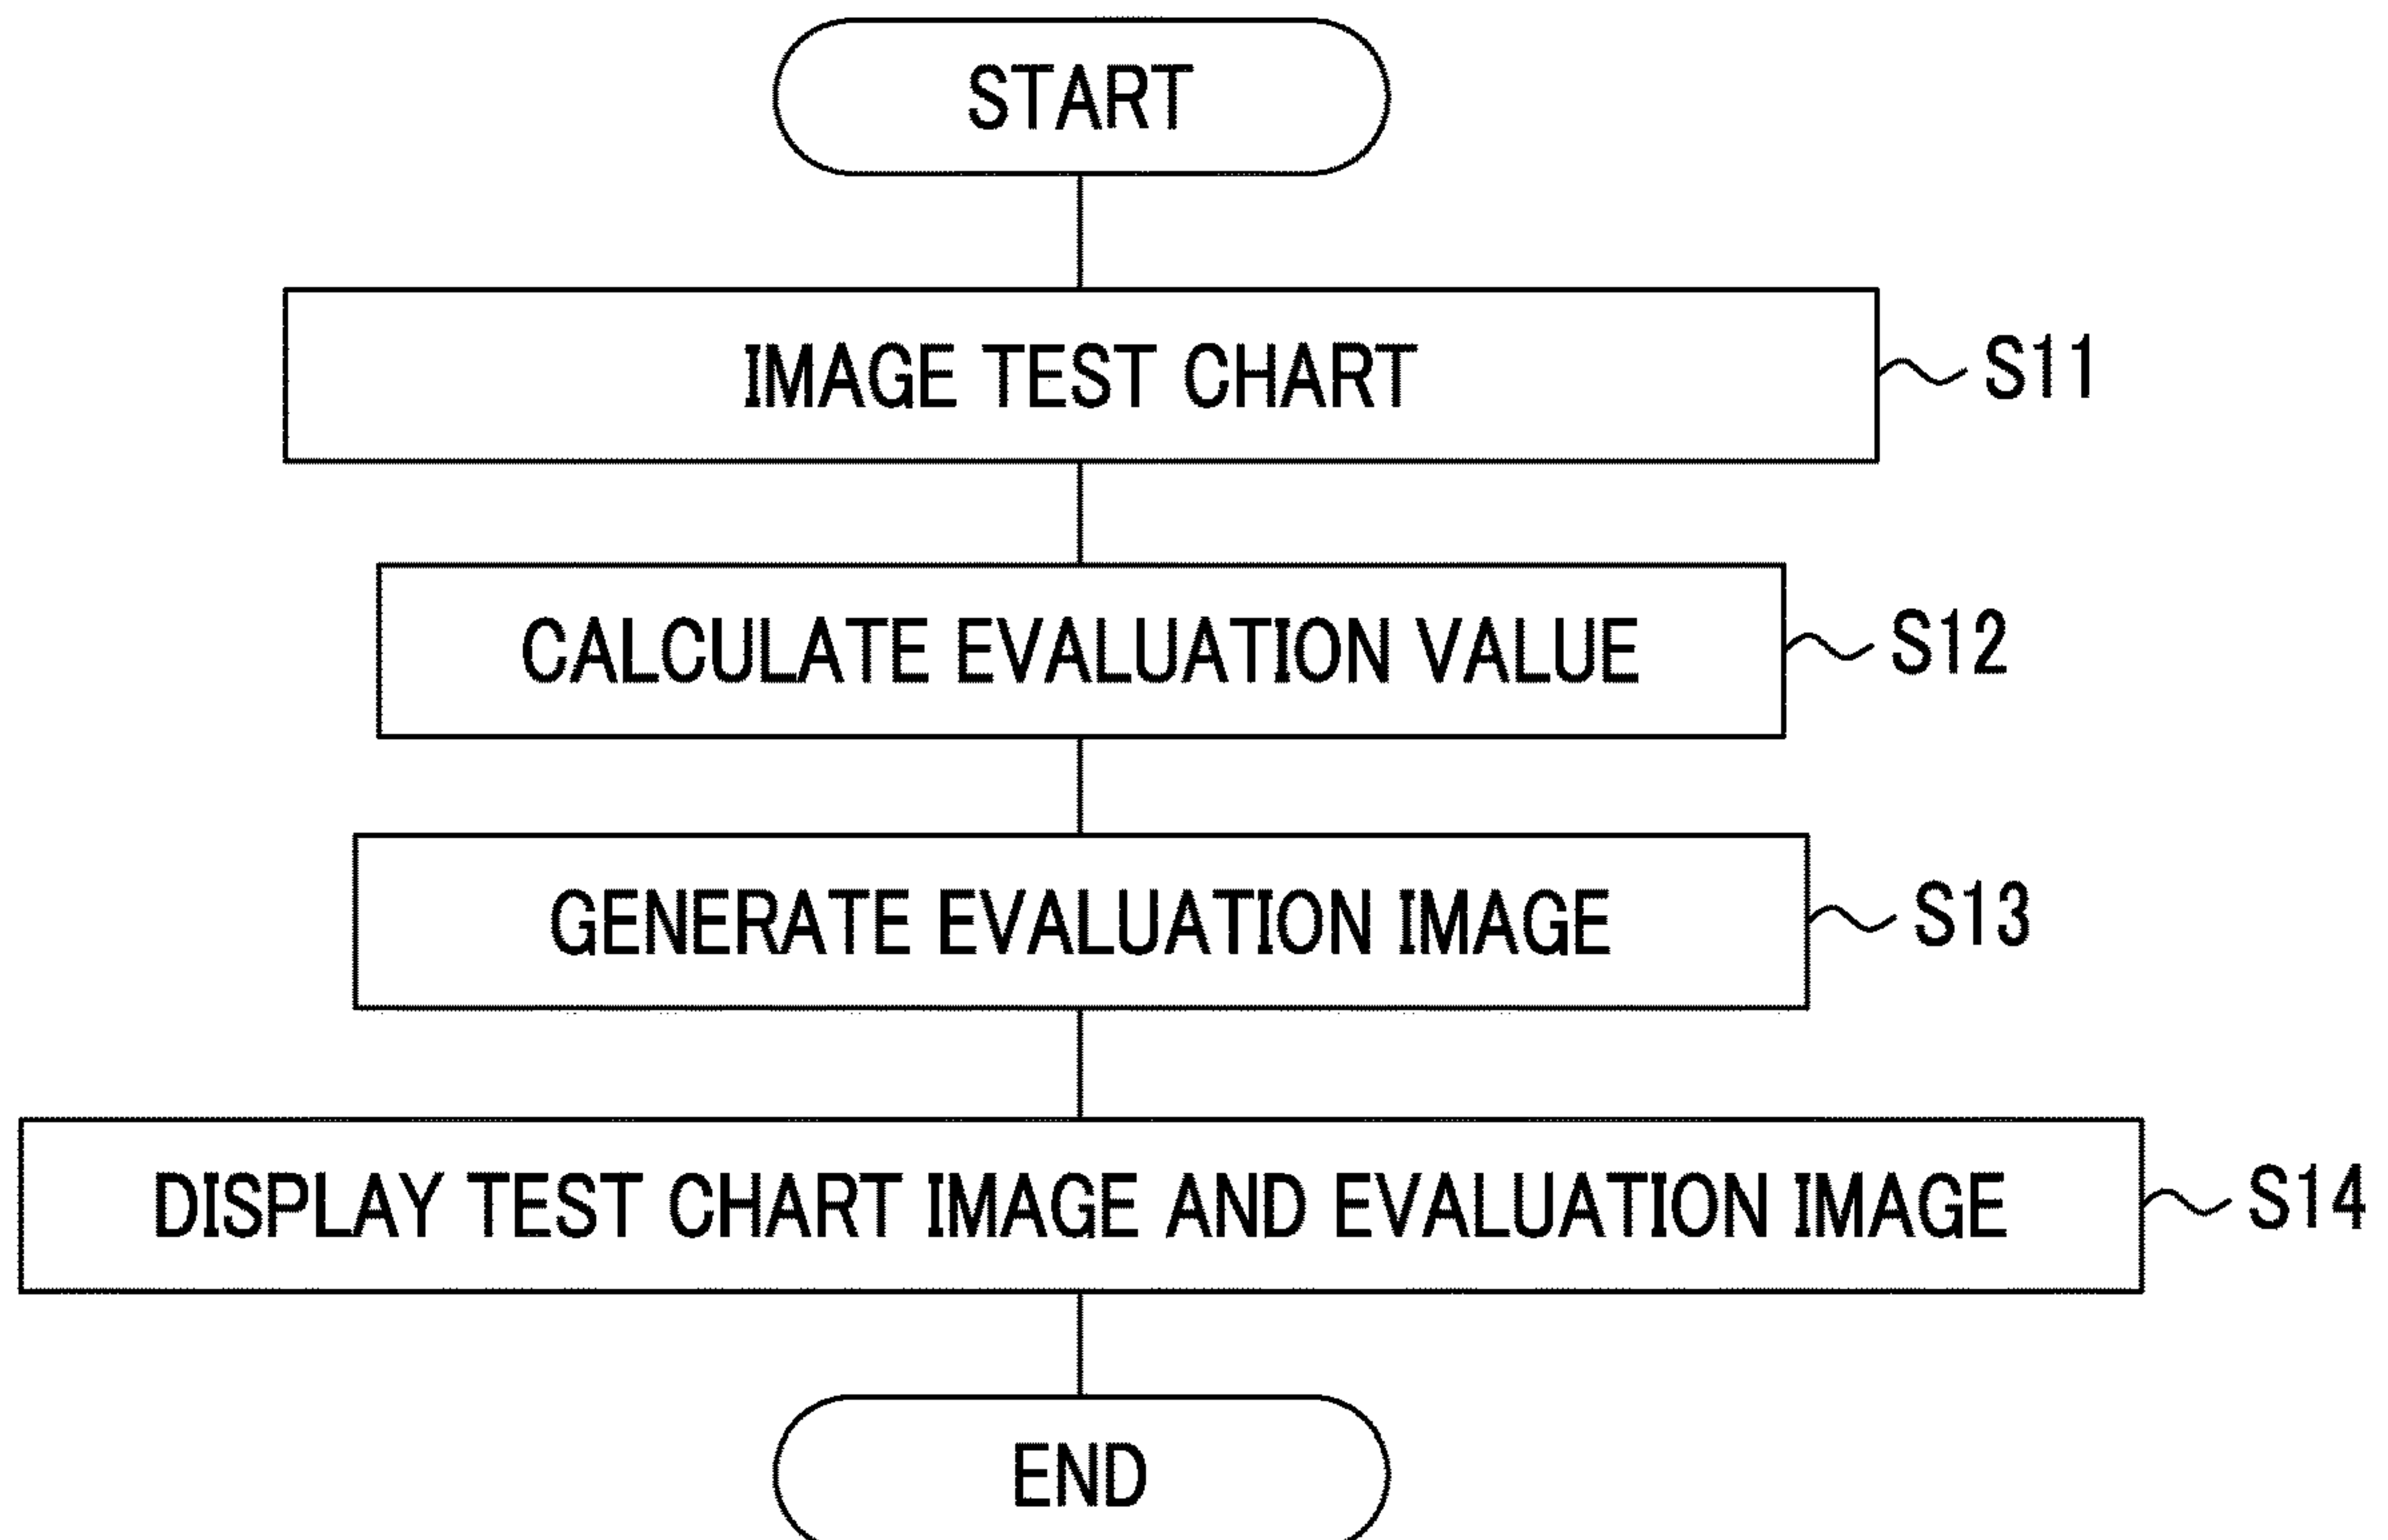 START
IMAGE TEST CHART
S11
CALCULATE EVALUATION VALUE
S12
GENERATE EVALUATION IMAGE
S13
DISPLAY TEST CHART IMAGE AND EVALUATION IMAGE
S14
END